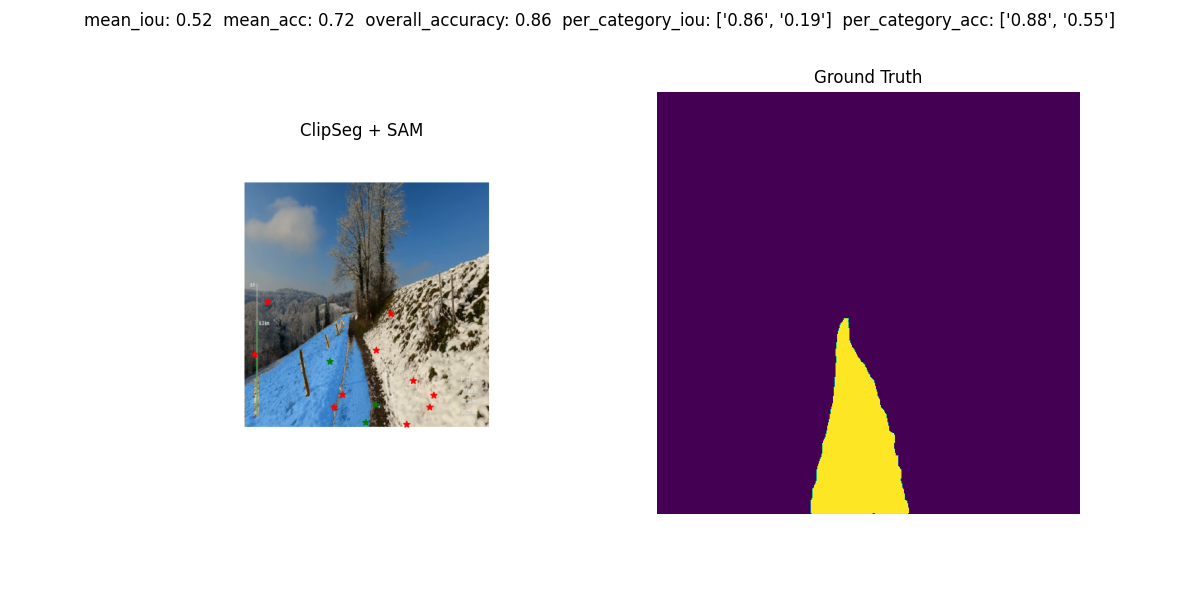 mean_iou: 0.52  mean_acc: 0.72  overall_accuracy: 0.86  per_category_iou: ['0.86', '0.19']  per_category_acc: ['0.88', '0.55']
Ground Truth
ClipSeg + SAM